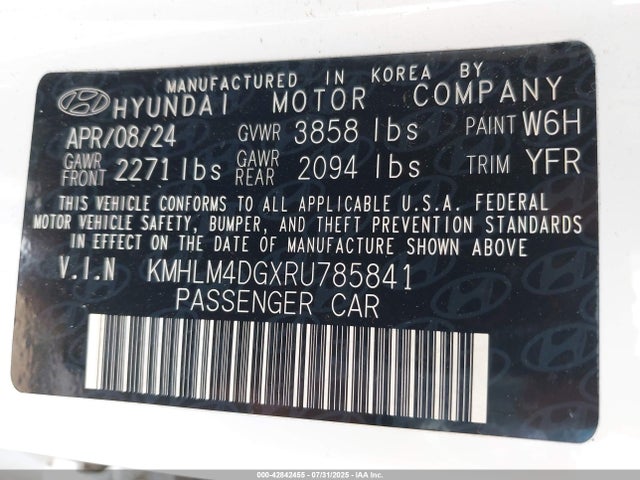 MANUFACTURED IN KOREA BY
HYUNDAI MOTOR COMPANY
APR/08/24 GVWR 3858 lbs PAINT W6H
GAWR FRONT 2271 lbs GAWR REAR 2094 lbs TRIM YFR
THIS VEHICLE CONFORMS TO ALL APPLICABLE U.S.A. FEDERAL
MOTOR VEHICLE SAFETY, BUMPER, AND THEFT PREVENTION STANDARDS
IN EFFECT ON THE DATE OF MANUFACTURE SHOWN ABOVE
V.I.N KMHLM4DGXRU785841
PASSENGER CAR
000-42842455 - 07/31/2025 - IAA Inc.